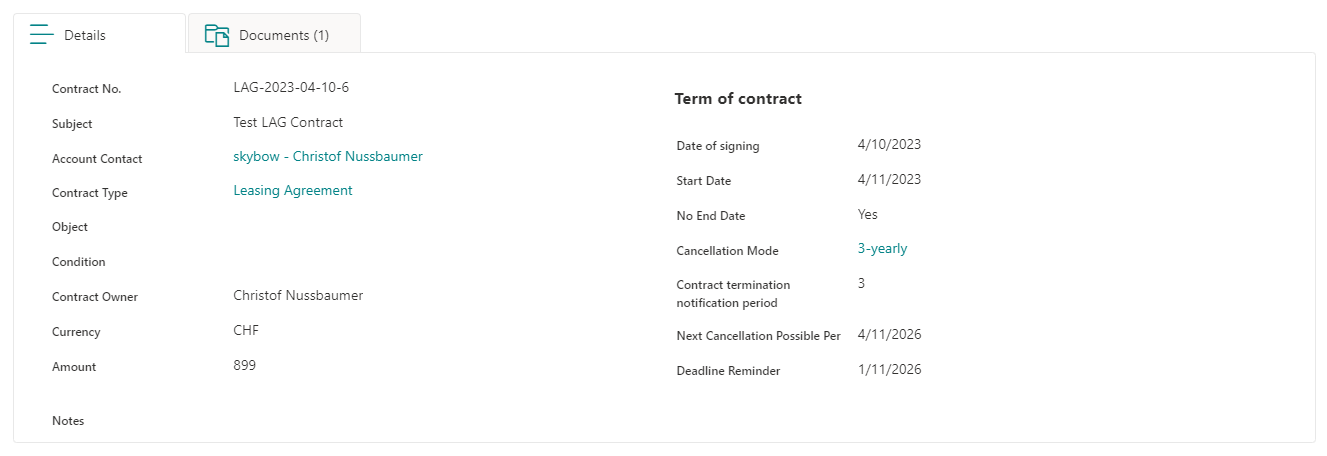 Details
Documents (1)
Contract No. LAG-2023-04-10-6
Subject Test LAG Contract
Account Contact skybow - Christof Nussbaumer
Contract Type Leasing Agreement
Object
Condition
Contract Owner Christof Nussbaumer
Currency CHF
Amount 899
Notes
Term of contract
Date of signing 4/10/2023
Start Date 4/11/2023
No End Date Yes
Cancellation Mode 3-yearly
Contract termination 3
notification period
Next Cancellation Possible Per 4/11/2026
Deadline Reminder 1/11/2026